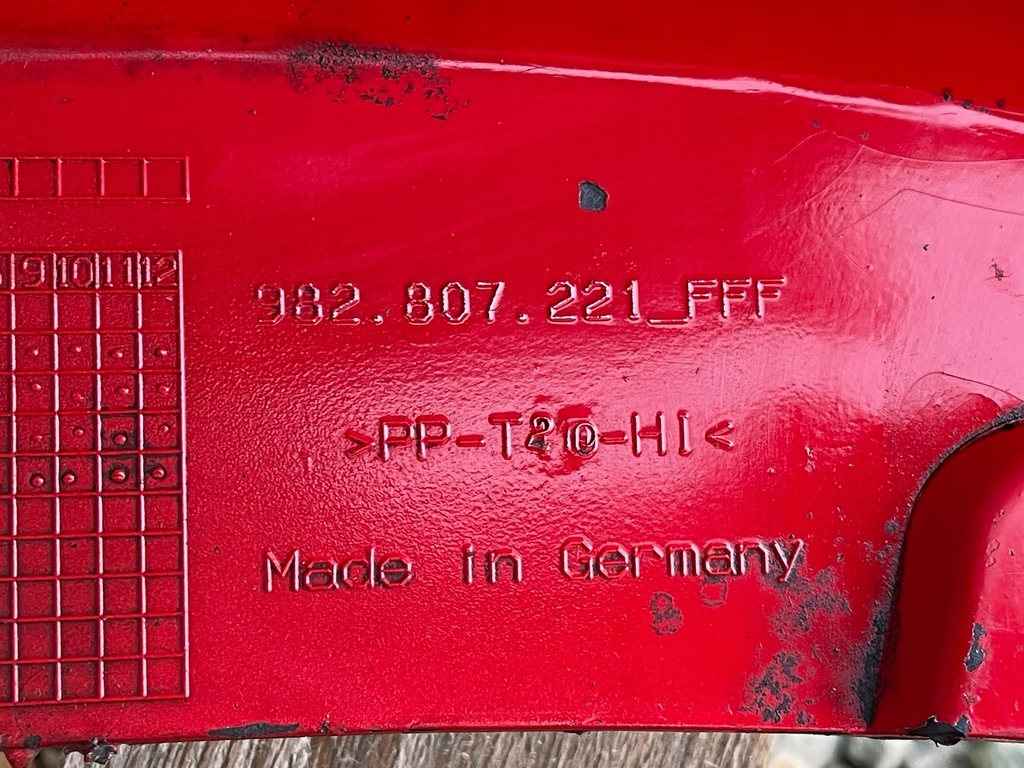 9 10 11 12
982.807.221_FFF
>PP-T20-HI<
Made in Germany